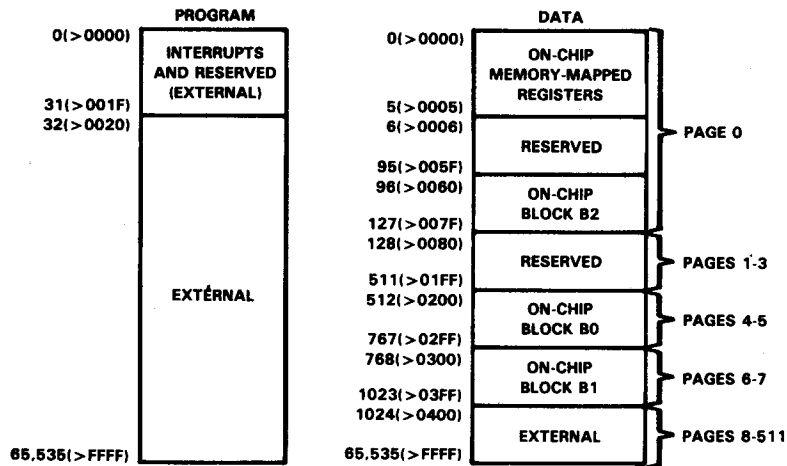 PROGRAM
0(>0000)
INTERRUPTS
AND RESERVED
(EXTERNAL)
31(>001F)
32(>0020)
EXTERNAL
65,535(>FFFF)
DATA
0(>0000)
ON-CHIP
MEMORY-MAPPED
REGISTERS
5(>0005)
6(>0006)
RESERVED
95(>005F)
96(>0060)
ON-CHIP
BLOCK B2
127(>007F)
PAGE 0
128(>0080)
RESERVED
511(>01FF)
PAGES 1-3
512(>0200)
ON-CHIP
BLOCK B0
767(>02FF)
PAGES 4-5
768(>0300)
ON-CHIP
BLOCK B1
1023(>03FF)
PAGES 6-7
1024(>0400)
EXTERNAL
65,535(>FFFF)
PAGES 8-511